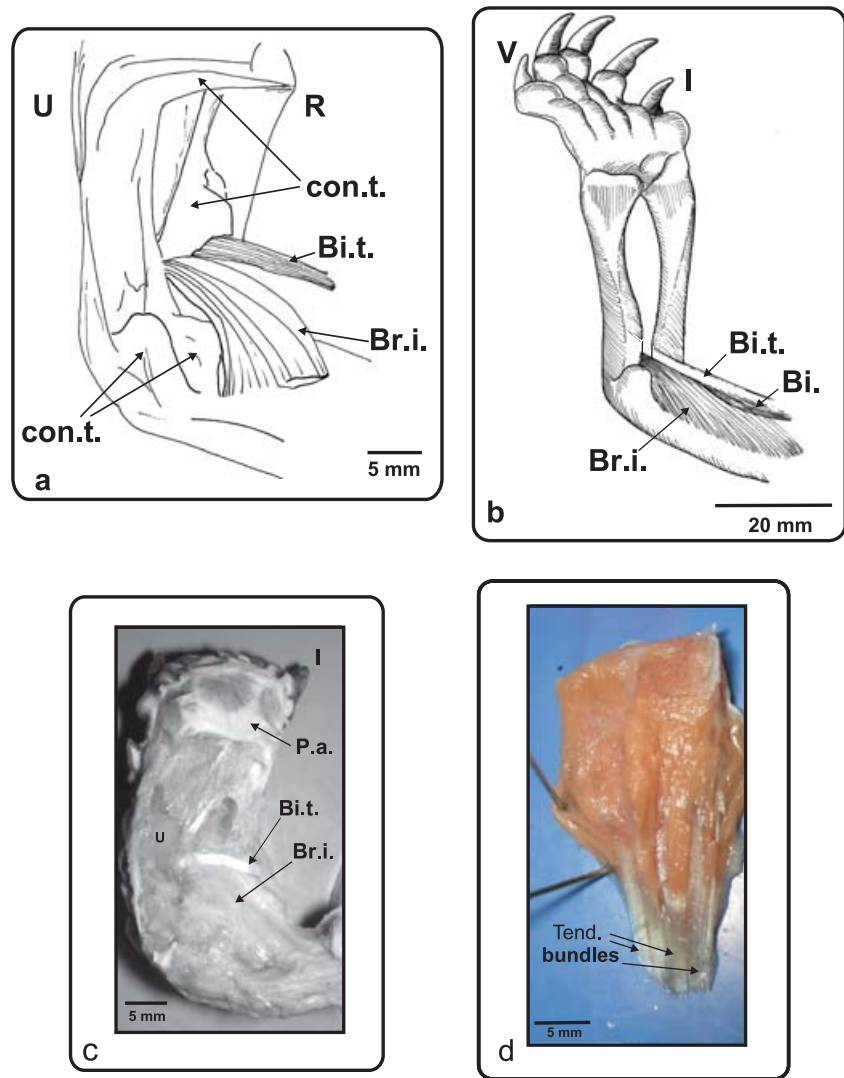 U
R
con.t.
Bi.t.
Br.i.
con.t.
5 mm
a
V
I
Bi.t.
Bi.
Br.i.
b
20 mm
I
P.a.
Bi.t.
U
Br.i.
5 mm
c
Tend.
bundles
5 mm
d